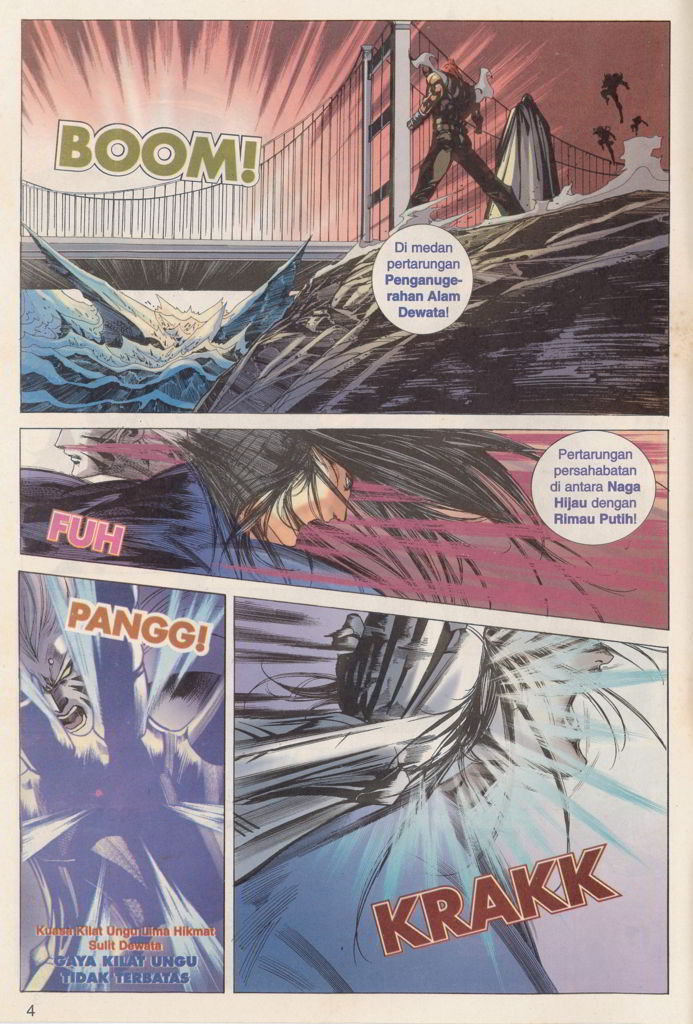 BOOM!
Di medan
pertarungan
Penganuge-
rahan Alam
Dewata!
Pertarungan
persahabatan
di antara Naga
Hijau dengan
Rimau Putih!
FUH
PANGG!
Kuasa Kilat Ungu Lima Hikmat
Sulit Dewata
GAYA KILAT UNGU
TIDAK TERBATAS
KRAKK
4